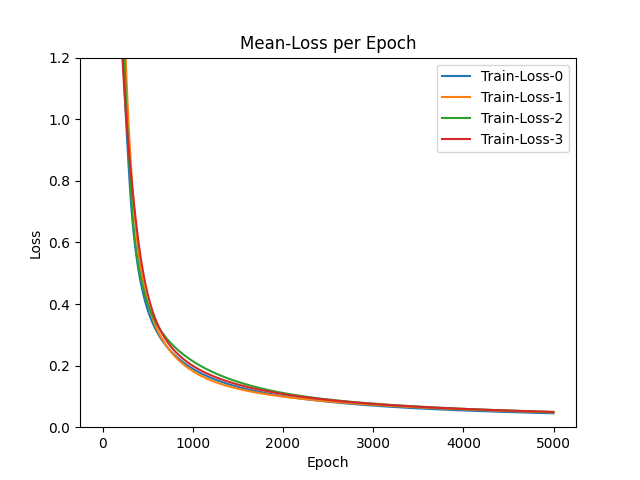 Mean-Loss per Epoch
1.2
1.0
0.8
0.6
0.4
0.2
0.0
Loss
Train-Loss-0
Train-Loss-1
Train-Loss-2
Train-Loss-3
0 1000 2000 3000 4000 5000
Epoch